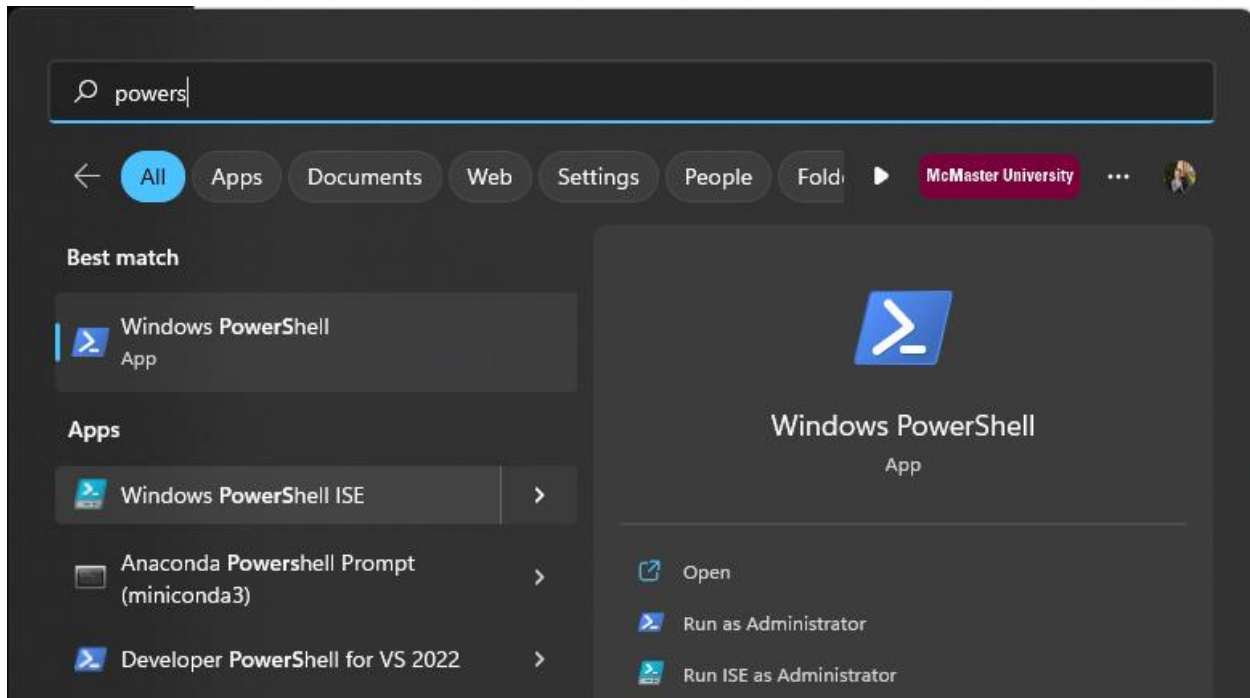 powers
All Apps Documents Web Settings People Fold McMaster University ...
Best match
Windows PowerShell
App
Apps
Windows PowerShell ISE
Anaconda Powershell Prompt
(miniconda3)
Developer PowerShell for VS 2022
Windows PowerShell
App
Open
Run as Administrator
Run ISE as Administrator